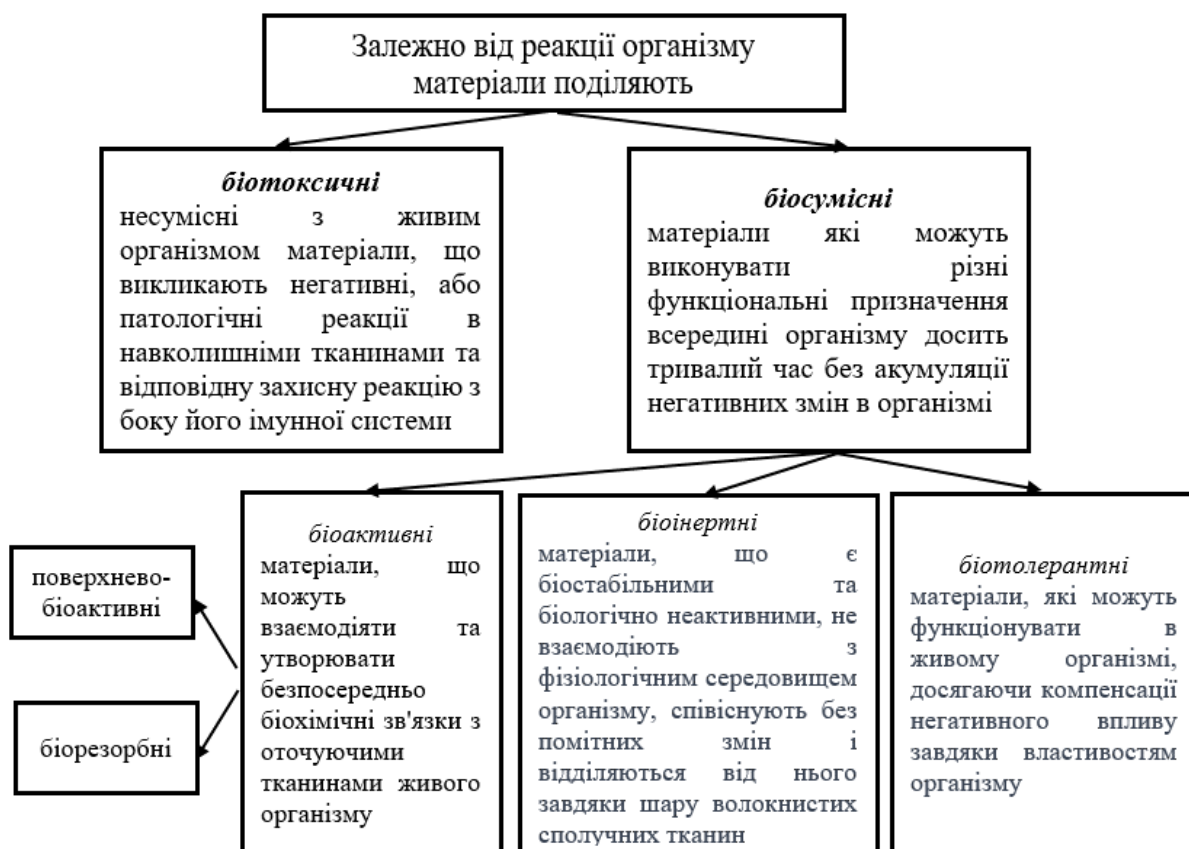 Залежно від реакції організму
матеріали поділяють
біотоксичні
несумісні з живим
організмом матеріали, що
викликають негативні, або
патологічні реакції в
навколишніми тканинами та
відповідну захисну реакцію з
боку його імунної системи
біосумісні
матеріали які можуть
виконувати різні
функціональні призначення
всередині організму досить
тривалий час без акумуляції
негативних змін в організмі
поверхнево-
біоактивні
біорезорбні
біоактивні
матеріали, що
можуть
взаємодіяти та
утворювати
безпосередньо
біохімічні зв'язки з
оточуючими
тканинами живого
організму
біоінертні
матеріали, що є
біостабільними та
біологічно неактивними, не
взаємодіють з
фізіологічним середовищем
організму, співіснують без
помітних змін і
відділяються від нього
завдяки шару волокнистих
сполучних тканин
біотолерантні
матеріали, які можуть
функціонувати в
живому організмі,
досягаючи компенсації
негативного впливу
завдяки властивостям
організму